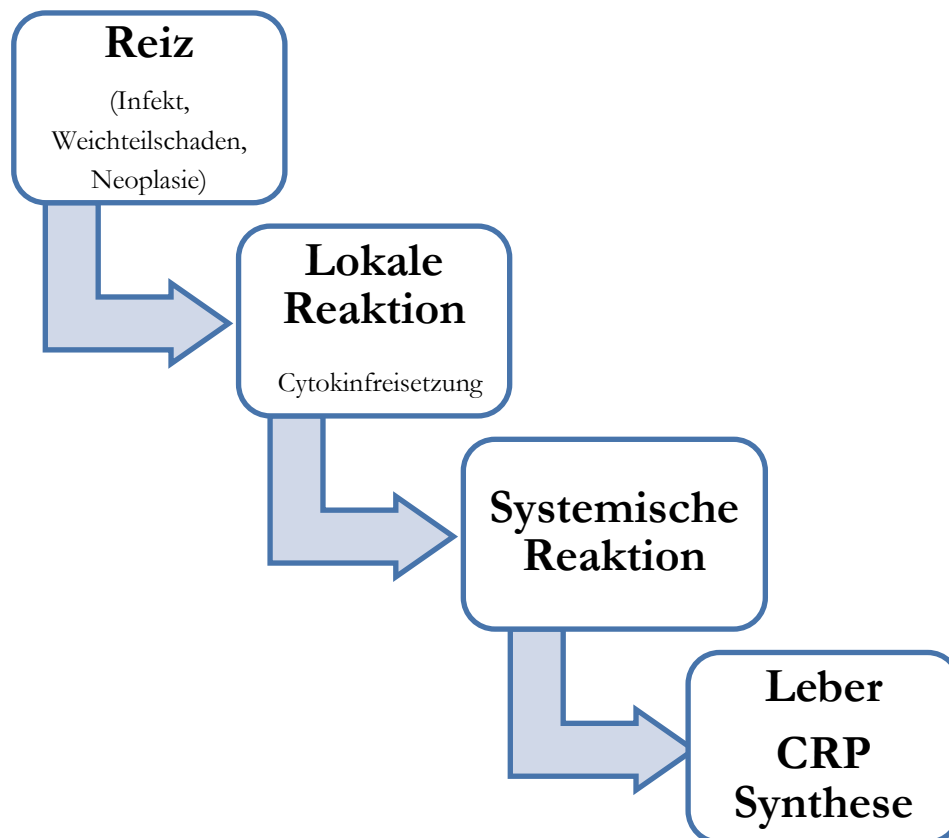 Reiz
(Infekt,
Weichteilschaden,
Neoplasie)
Lokale
Reaktion
Cytokinfreisetzung
Systemische
Reaktion
Leber
CRP
Synthese